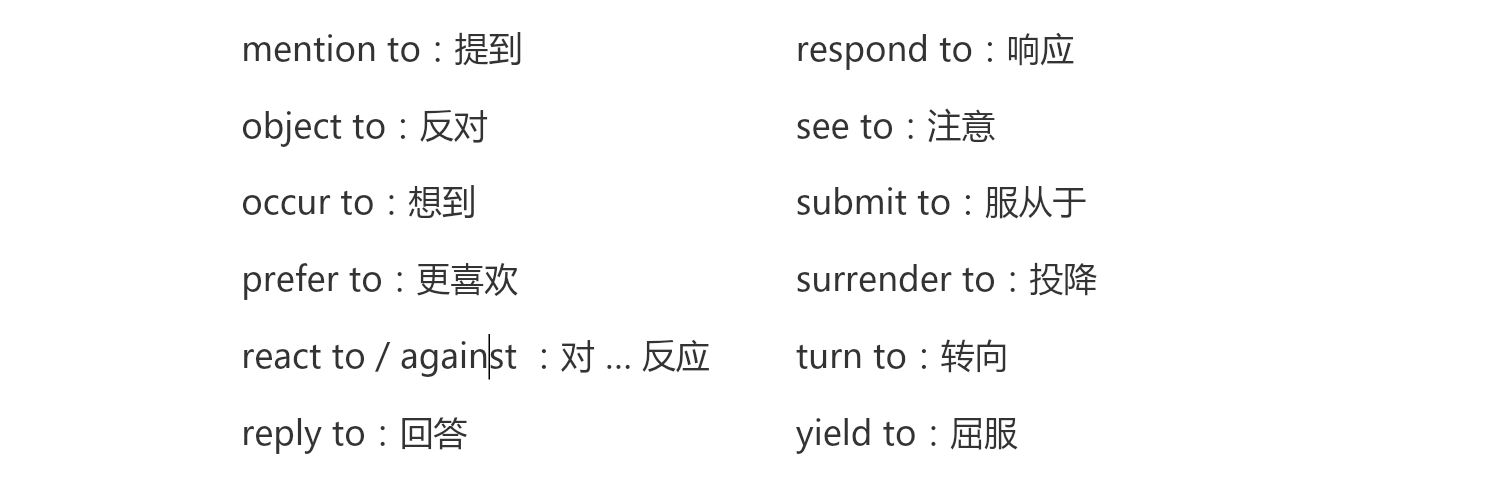 mention to：提到
object to：反对
occur to：想到
prefer to：更喜欢
react to / against ：对 ... 反应
reply to：回答
respond to：响应
see to：注意
submit to：服从于
surrender to：投降
turn to：转向
yield to：屈服